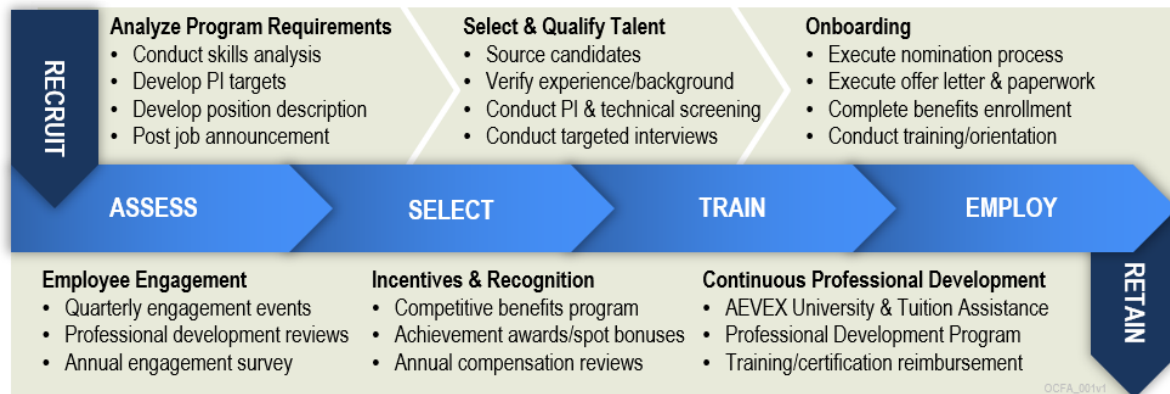 RECRUIT
Analyze Program Requirements
• Conduct skills analysis
• Develop PI targets
• Develop position description
• Post job announcement
Select & Qualify Talent
• Source candidates
• Verify experience/background
• Conduct PI & technical screening
• Conduct targeted interviews
Onboarding
• Execute nomination process
• Execute offer letter & paperwork
• Complete benefits enrollment
• Conduct training/orientation
ASSESS
SELECT
TRAIN
EMPLOY
Employee Engagement
• Quarterly engagement events
• Professional development reviews
• Annual engagement survey
Incentives & Recognition
• Competitive benefits program
• Achievement awards/spot bonuses
• Annual compensation reviews
Continuous Professional Development
• AEVEX University & Tuition Assistance
• Professional Development Program
• Training/certification reimbursement
RETAIN
OCFA_001v1